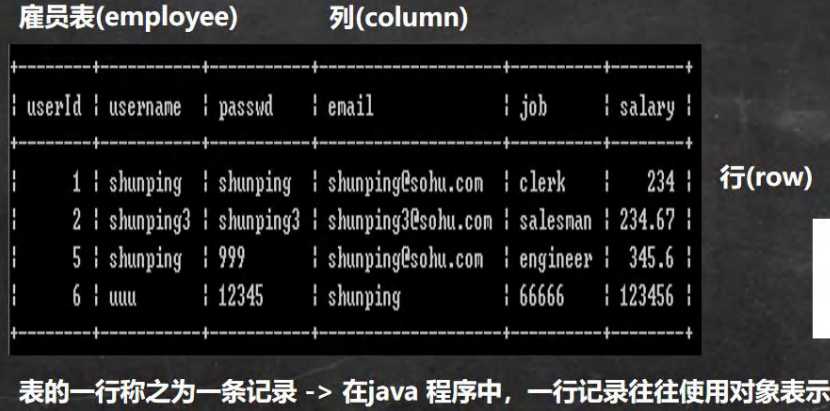 雇员表(employee) 列(column)
+--------+-----------+-----------+-------------------+----------+--------+
| userId | username | passwd | email | job | salary |
+--------+-----------+-----------+-------------------+----------+--------+
| 1 | shunping | shunping | shunping@sohu.com | clerk | 234 |
行(row)
| 2 | shunping3 | shunping3 | shunping3@sohu.com | salesman | 234.67 |
| 5 | shunping | 999 | shunping@sohu.com | engineer | 345.6 |
| 6 | uuu | 12345 | shunping | 66666 | 123456 |
+--------+-----------+-----------+-------------------+----------+--------+
表的一行称之为一条记录 -> 在java 程序中，一行记录往往使用对象表示